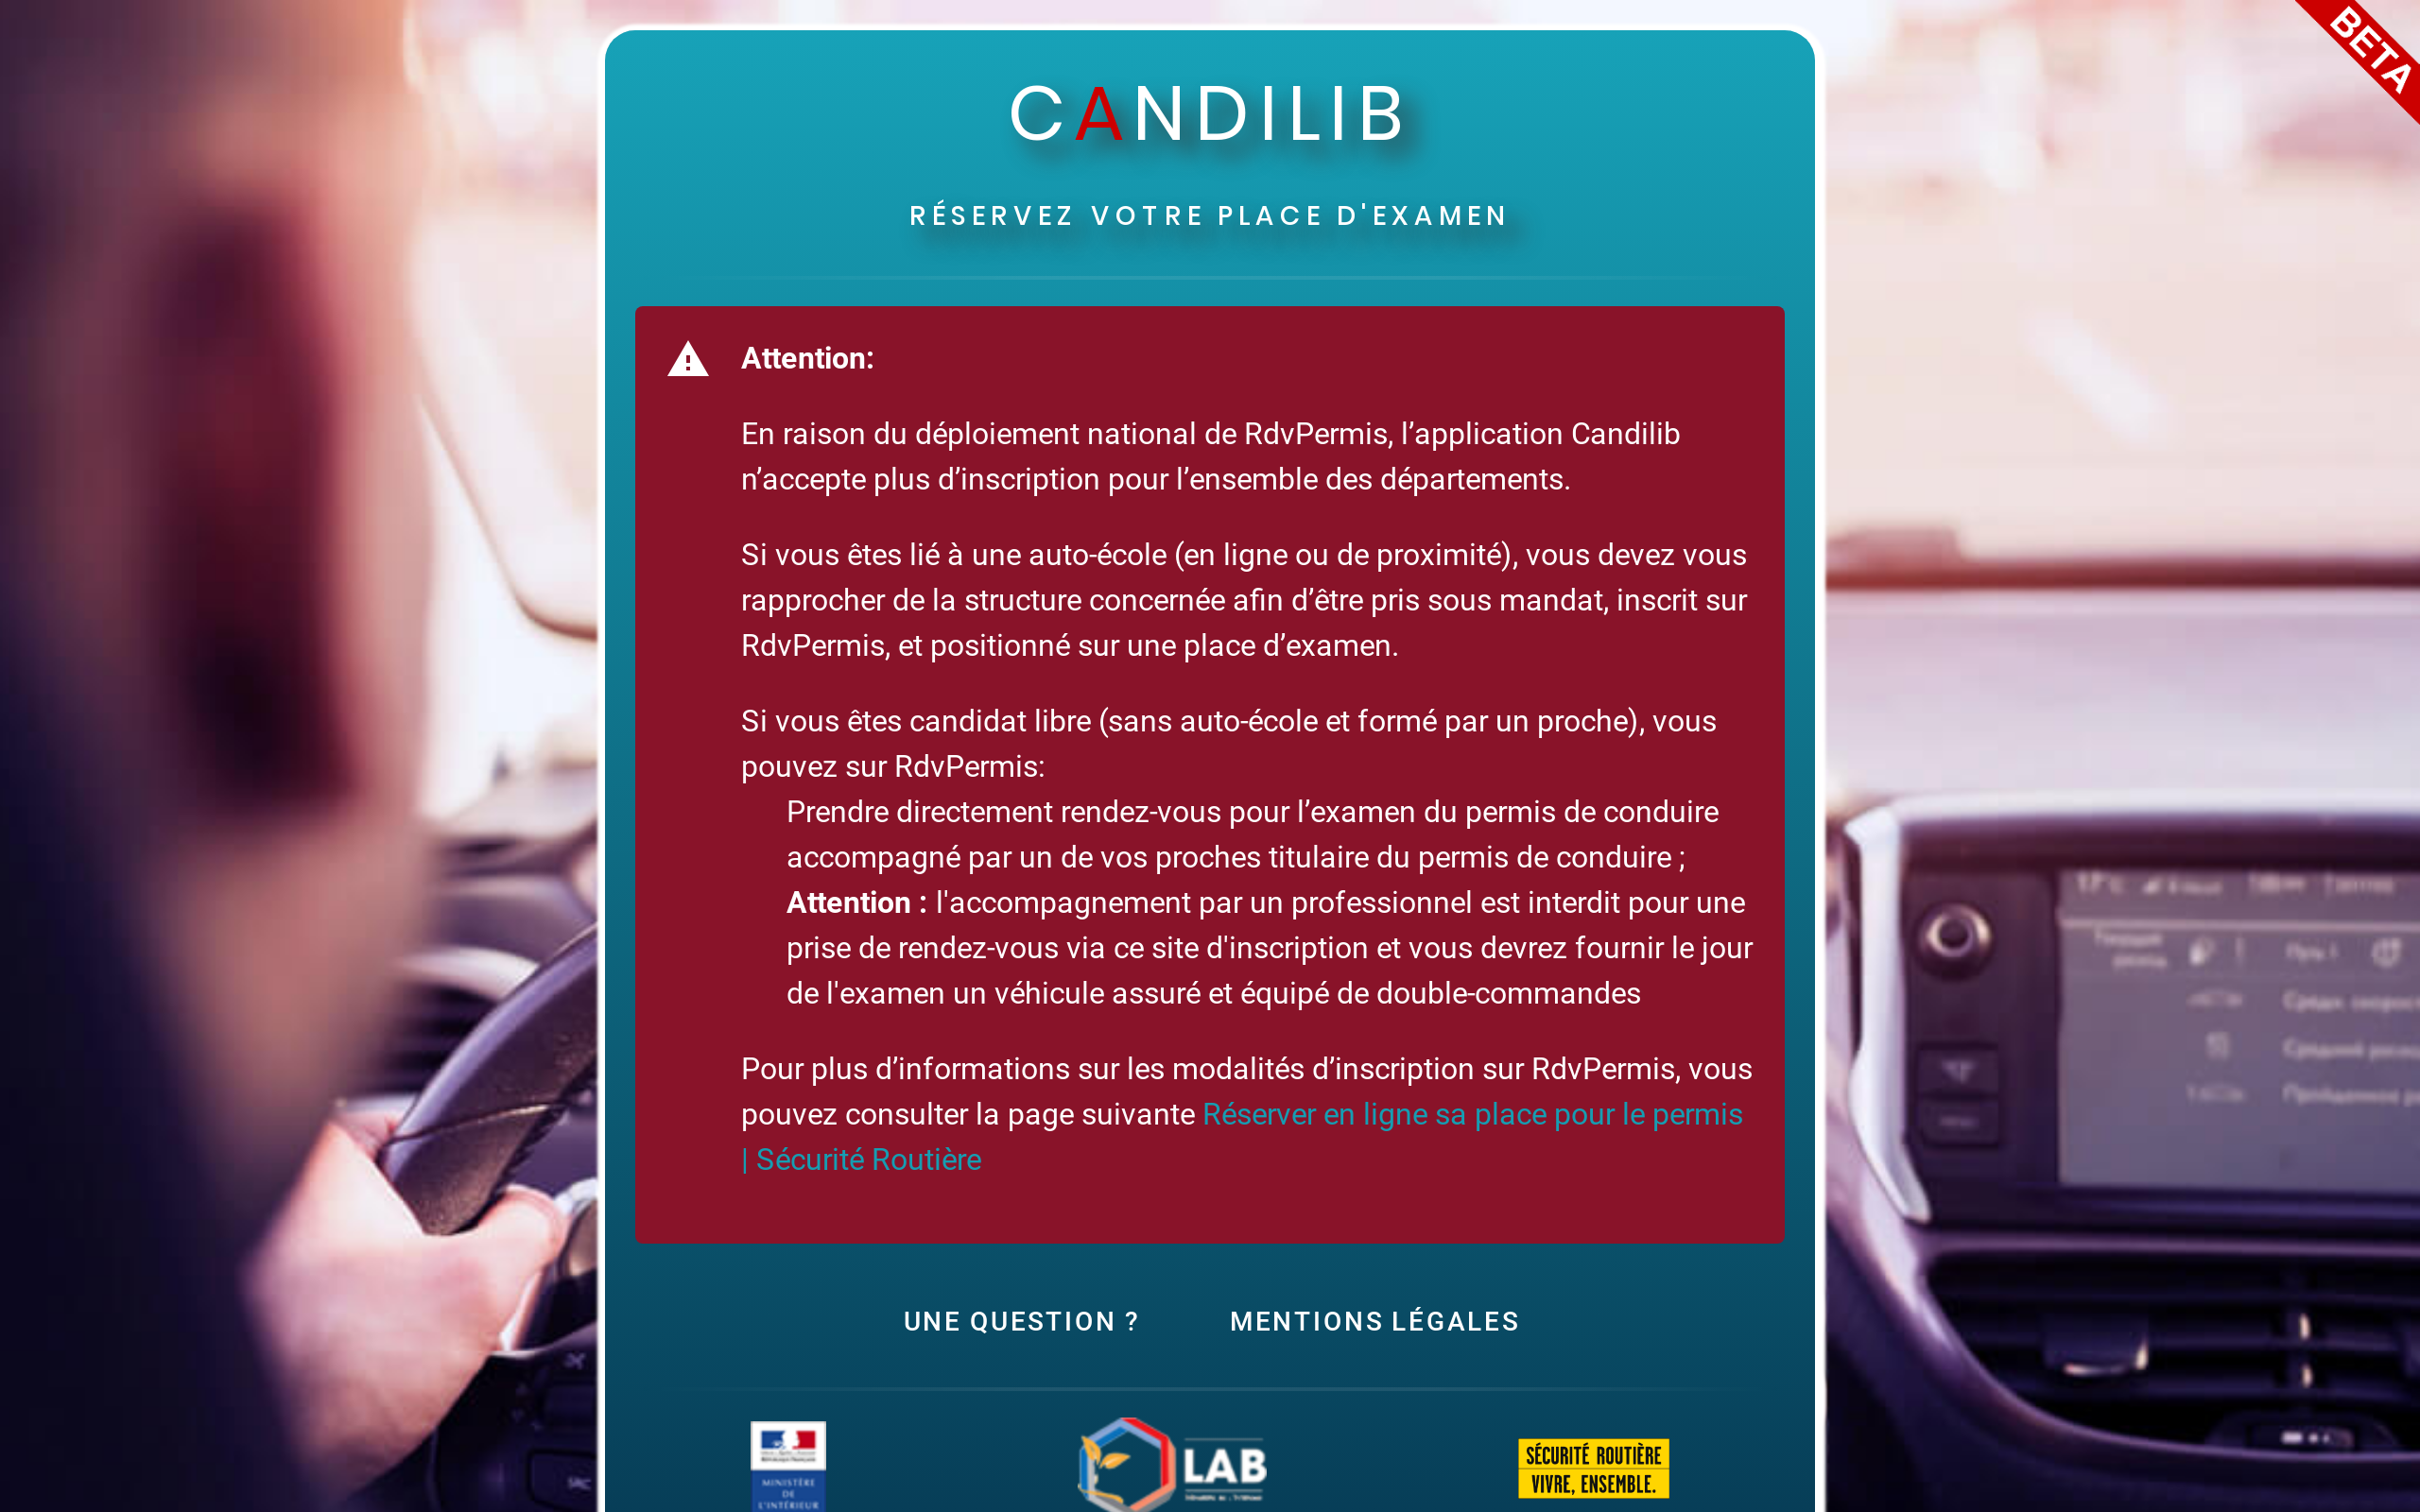 BETA
CANDILIB
RÉSERVEZ VOTRE PLACE D'EXAMEN
Attention:
En raison du déploiement national de RdvPermis, l’application Candilib
n’accepte plus d’inscription pour l’ensemble des départements.
Si vous êtes lié à une auto-école (en ligne ou de proximité), vous devez vous
rapprocher de la structure concernée afin d’être pris sous mandat, inscrit sur
RdvPermis, et positionné sur une place d’examen.
Si vous êtes candidat libre (sans auto-école et formé par un proche), vous
pouvez sur RdvPermis:
Prendre directement rendez-vous pour l’examen du permis de conduire
accompagné par un de vos proches titulaire du permis de conduire ;
Attention : l'accompagnement par un professionnel est interdit pour une
prise de rendez-vous via ce site d'inscription et vous devrez fournir le jour
de l'examen un véhicule assuré et équipé de double-commandes
Pour plus d’informations sur les modalités d’inscription sur RdvPermis, vous
pouvez consulter la page suivante Réserver en ligne sa place pour le permis
| Sécurité Routière
UNE QUESTION ?
MENTIONS LÉGALES
MINISTÈRE
DE
L'INTÉRIEUR
LAB
SÉCURITÉ ROUTIÈRE
VIVRE, ENSEMBLE.